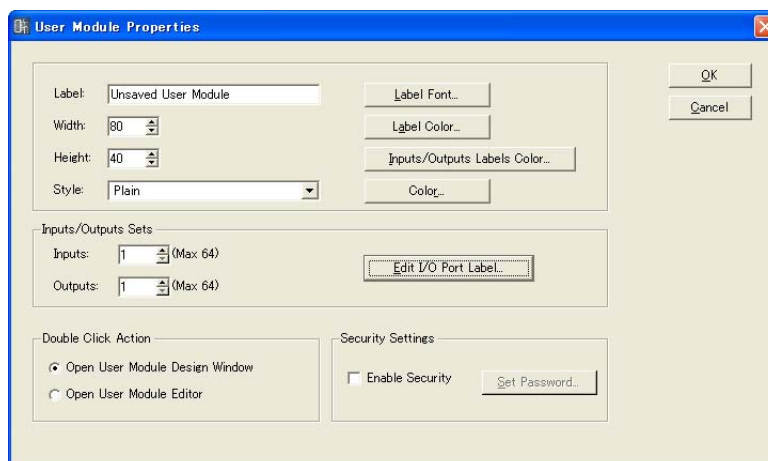 User Module Properties
Label: Unsaved User Module Label Font... OK
Width: 80 Label Color... Cancel
Height: 40 Inputs/Outputs Labels Color...
Style: Plain Color...
Inputs/Outputs Sets
Inputs: 1 (Max 64)
Edit I/O Port Label...
Outputs: 1 (Max 64)
Double Click Action Security Settings
Open User Module Design Window
Enable Security Set Password...
Open User Module Editor